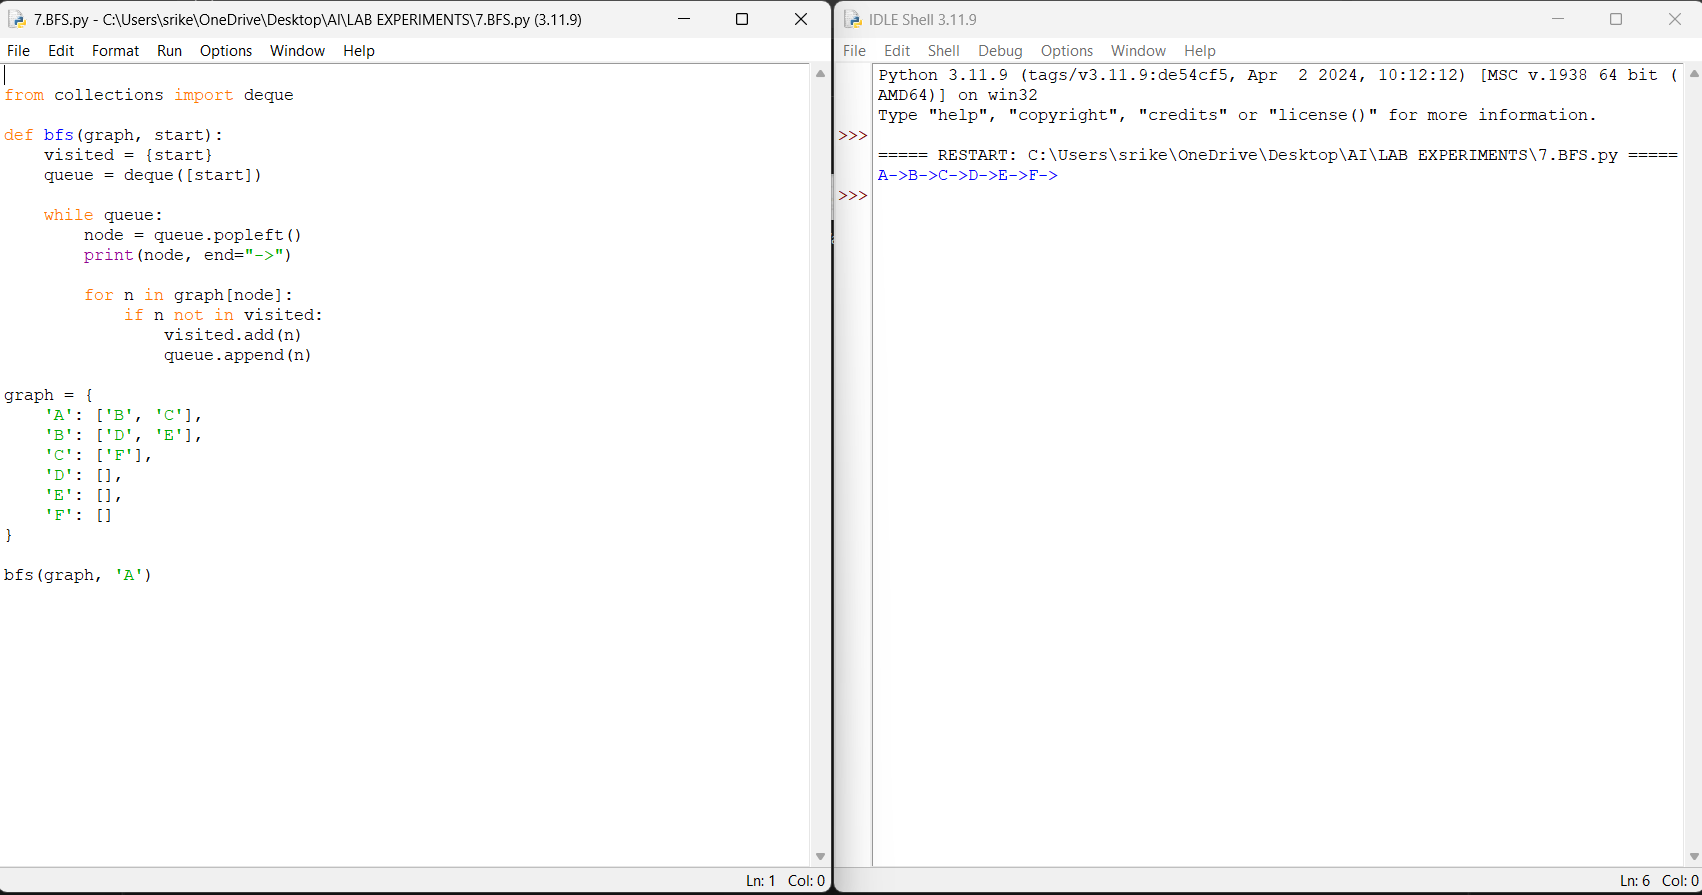 7.BFS.py - C:\Users\srike\OneDrive\Desktop\AI\LAB EXPERIMENTS\7.BFS.py (3.11.9)
File Edit Format Run Options Window Help
from collections import deque
def bfs(graph, start):
    visited = {start}
    queue = deque([start])
    while queue:
        node = queue.popleft()
        print(node, end="->")
        for n in graph[node]:
            if n not in visited:
                visited.add(n)
                queue.append(n)
graph = {
    'A': ['B', 'C'],
    'B': ['D', 'E'],
    'C': ['F'],
    'D': [],
    'E': [],
    'F': []
}
bfs(graph, 'A')
Ln: 1 Col: 0
IDLE Shell 3.11.9
File Edit Shell Debug Options Window Help
Python 3.11.9 (tags/v3.11.9:de54cf5, Apr  2 2024, 10:12:12) [MSC v.1938 64 bit (
AMD64)] on win32
Type "help", "copyright", "credits" or "license()" for more information.
>>>
===== RESTART: C:\Users\srike\OneDrive\Desktop\AI\LAB EXPERIMENTS\7.BFS.py =====
A->B->C->D->E->F->
>>>
Ln: 6 Col: 0